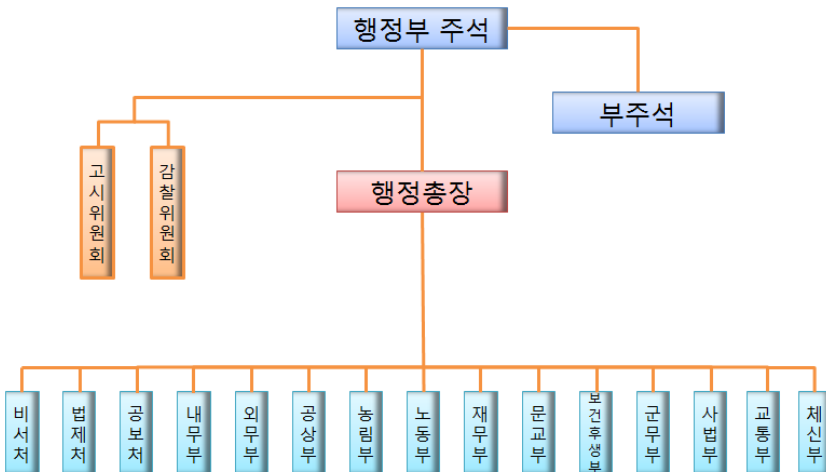 행정부 주석
부주석
고시위원회
감찰위원회
행정총장
비서처
법제처
공보처
내무부
외무부
공상부
농림부
노동부
재무부
문교부
보건후생부
군무부
사법부
교통부
체신부